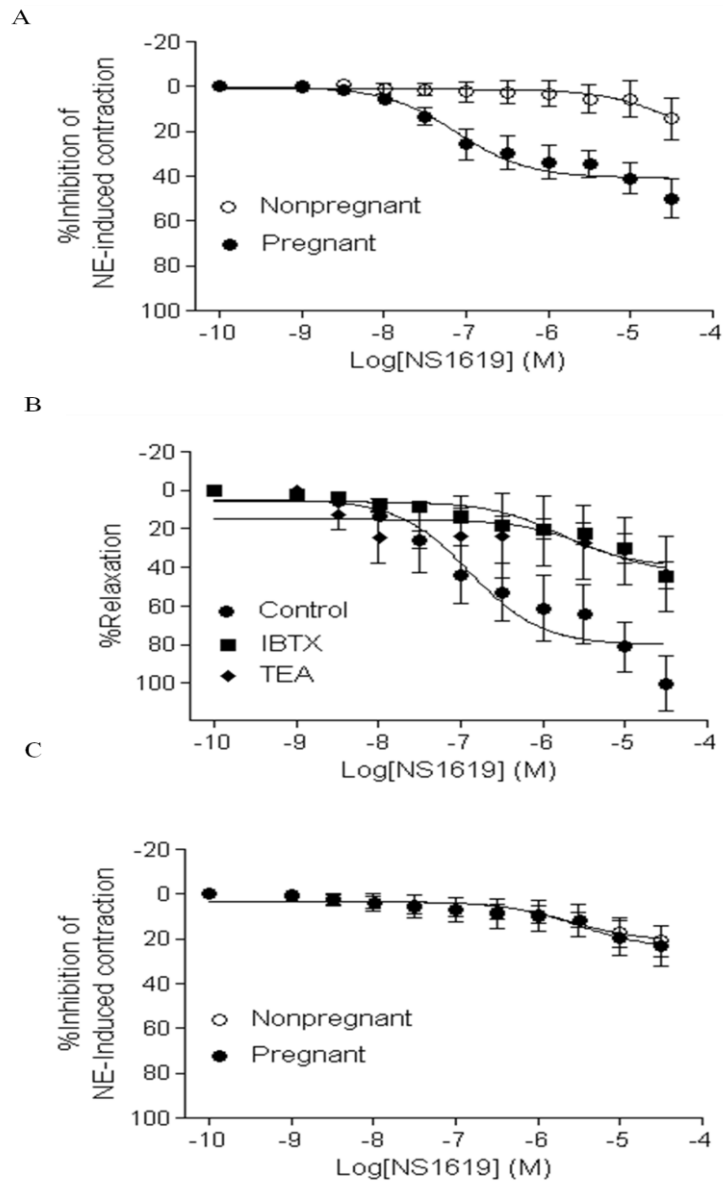 A
%Inhibition of
NE-induced contraction
-20
0
20
40
60
80
100
Nonpregnant
Pregnant
-10 -9 -8 -7 -6 -5 -4
Log[NS1619] (M)
B
%Relaxation
-20
0
20
40
60
80
100
Control
IBTX
TEA
-10 -9 -8 -7 -6 -5 -4
Log[NS1619] (M)
C
%Inhibition of
NE-Induced contraction
-20
0
20
40
60
80
100
Nonpregnant
Pregnant
-10 -9 -8 -7 -6 -5 -4
Log[NS1619] (M)